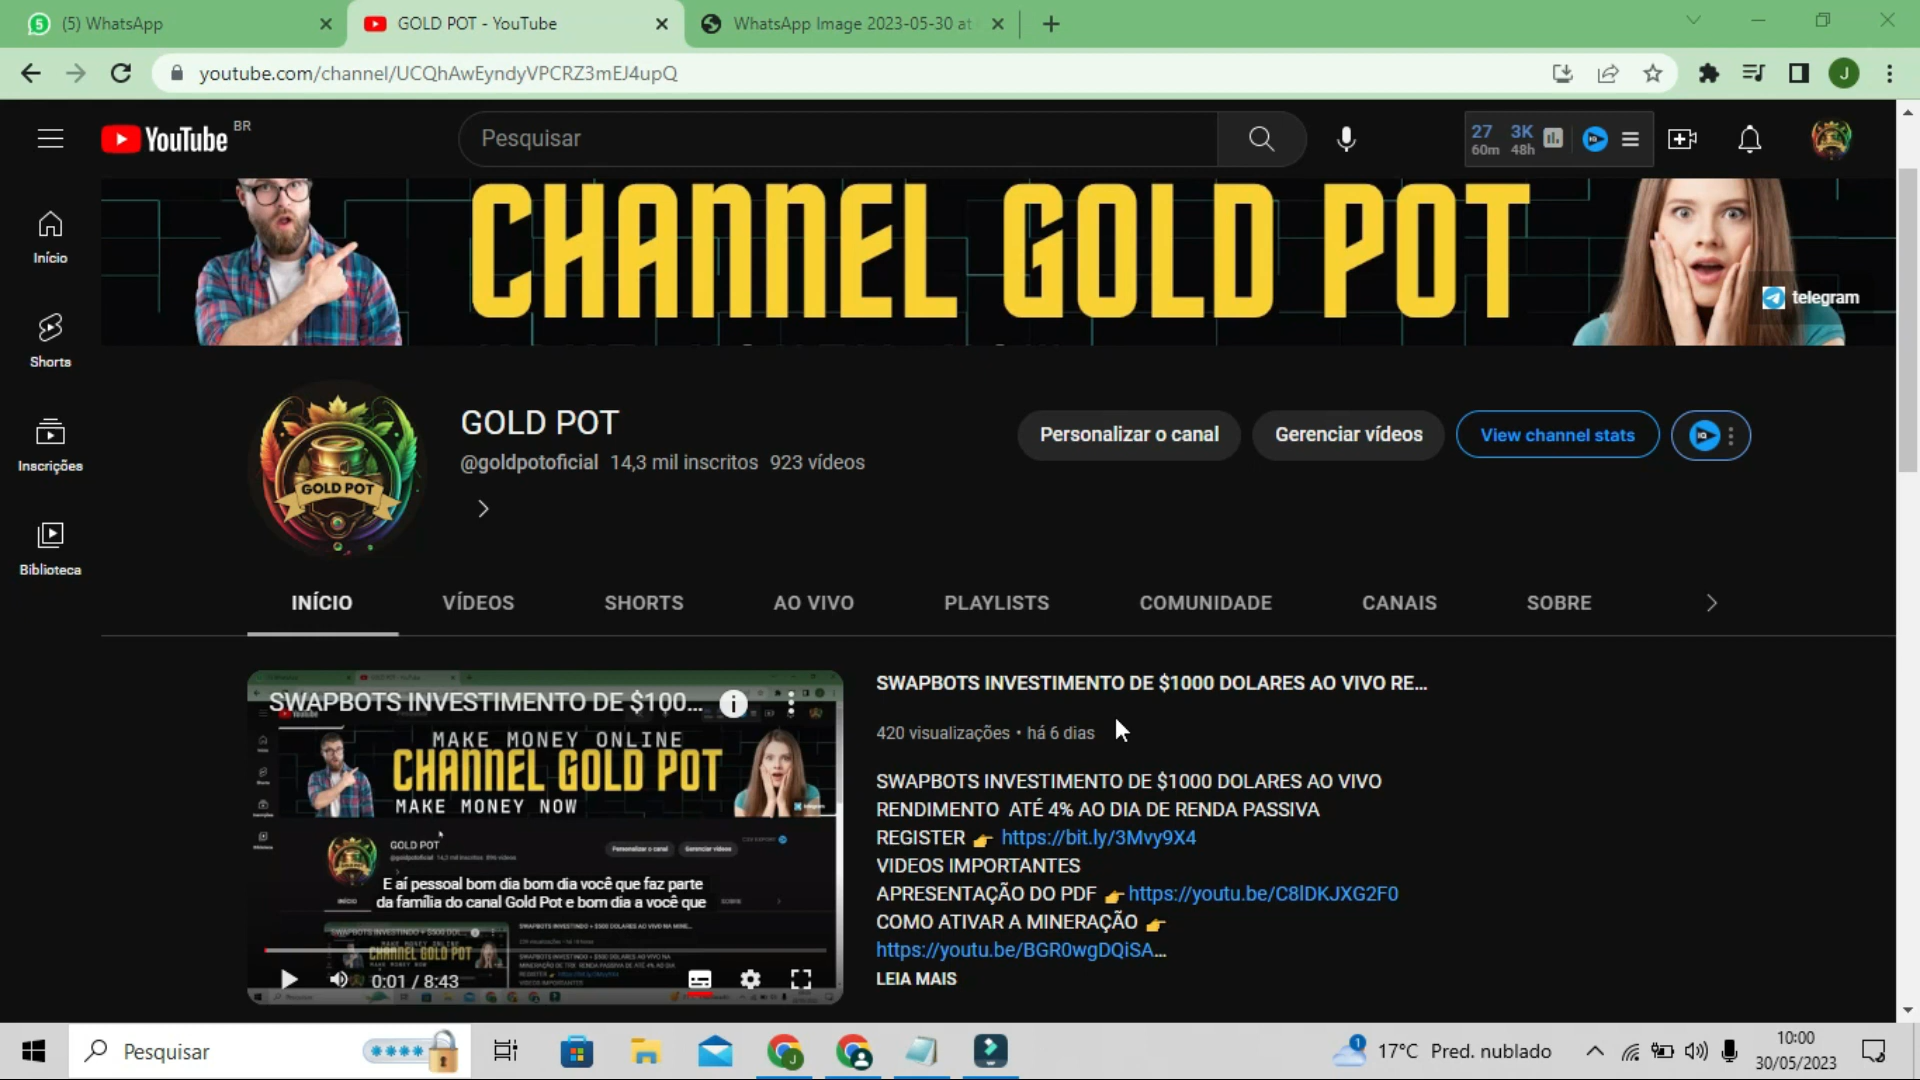 (5) WhatsApp
GOLD POT - YouTube
WhatsApp Image 2023-05-30 at
youtube.com/channel/UCQhAwEyndyVPCRZ3mEJ4upQ
J
YouTube BR
Pesquisar
27 3K
60m 48h
CHANNEL GOLD POT
telegram
Início
Shorts
Inscrições
Biblioteca
GOLD POT
GOLD POT
@goldpotoficial 14,3 mil inscritos 923 vídeos
Personalizar o canal
Gerenciar vídeos
View channel stats
INÍCIO
VÍDEOS
SHORTS
AO VIVO
PLAYLISTS
COMUNIDADE
CANAIS
SOBRE
SWAPBOTS INVESTIMENTO DE $100...
MAKE MONEY ONLINE
CHANNEL GOLD POT
MAKE MONEY NOW
GOLD POT
E aí pessoal bom dia bom dia você que faz parte
da família do canal Gold Pot e bom dia a você que
CHANNEL GOLD POT
0:01 / 8:43
SWAPBOTS INVESTIMENTO DE $1000 DOLARES AO VIVO RE...
420 visualizações • há 6 dias
SWAPBOTS INVESTIMENTO DE $1000 DOLARES AO VIVO
RENDIMENTO ATÉ 4% AO DIA DE RENDA PASSIVA
REGISTER 👉 https://bit.ly/3Mvy9X4
VIDEOS IMPORTANTES
APRESENTAÇÃO DO PDF 👉 https://youtu.be/C8lDKJXG2F0
COMO ATIVAR A MINERAÇÃO 👉
https://youtu.be/BGR0wgDQiSA...
LEIA MAIS
Pesquisar
17°C Pred. nublado
10:00
30/05/2023